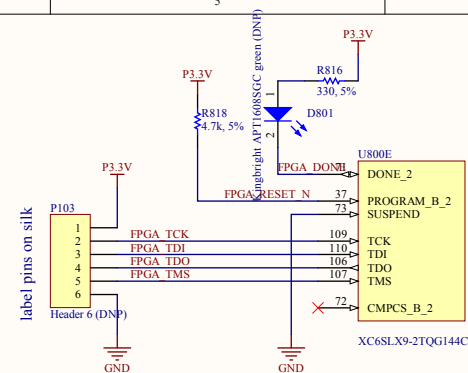 5
P3.3V
Kingbright APT1608SGC green (DNP)
R816
330, 5%
P3.3V
R818
4.7k, 5%
1
D801
2
U800E
FPGA_DONE
71
DONE_2
P3.3V
FPGA_RESET_N
37
PROGRAM_B_2
73
SUSPEND
P103
label pins on silk
1
2
FPGA_TCK
109
TCK
3
FPGA_TDI
110
TDI
4
FPGA_TDO
106
TDO
5
FPGA_TMS
107
TMS
6
Header 6 (DNP)
72
CMPCS_B_2
XC6SLX9-2TQG144C
GND
GND